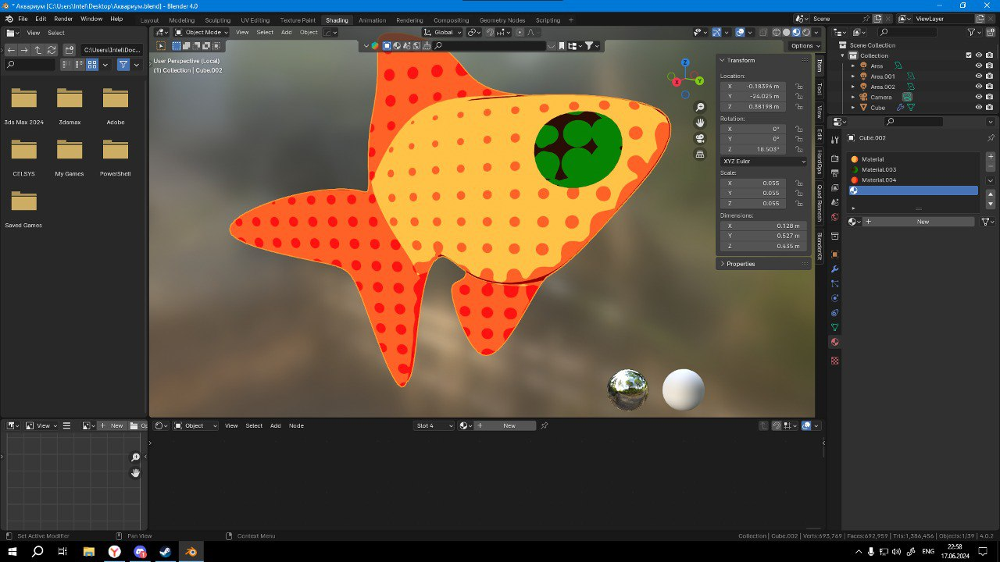 * Аквариум [C:\Users\Intel\Desktop\Аквариум.blend] - Blender 4.0
File Edit Render Window Help
Layout Modeling Sculpting UV Editing Texture Paint Shading Animation Rendering Compositing Geometry Nodes Scripting +
Scene
ViewLayer
View Select
Object Mode View Select Add Object
Global
C:\Users\Intel\Doc...
Options
3ds Max 2024
3dsmax
Adobe
CELSYS
My Games
PowerShell
Saved Games
User Perspective (Local)
(1) Collection | Cube.002
Z
X
Y
Transform
Location:
X -0.18396 m
Y -24.025 m
Z 0.38198 m
Rotation:
X 0°
Y 0°
Z 18.503°
XYZ Euler
Scale:
X 0.055
Y 0.055
Z 0.055
Dimensions:
X 0.128 m
Y 0.527 m
Z 0.435 m
Properties
Item
Tool
View
Edit
HardOps
Quad Remesh
BlenderKit
Scene Collection
Collection
Area
Area.001
Area.002
Camera
Cube
Cube.002
Material
Material.003
Material.004
New
View
New
Object View Select Add Node
Slot 4
New
Set Active Modifier
Pan View
Context Menu
Collection | Cube.002 | Verts:693,769 | Faces:692,959 | Tris:1,386,456 | Objects:1/39 | 4.0.2
ENG
22:58
17.06.2024